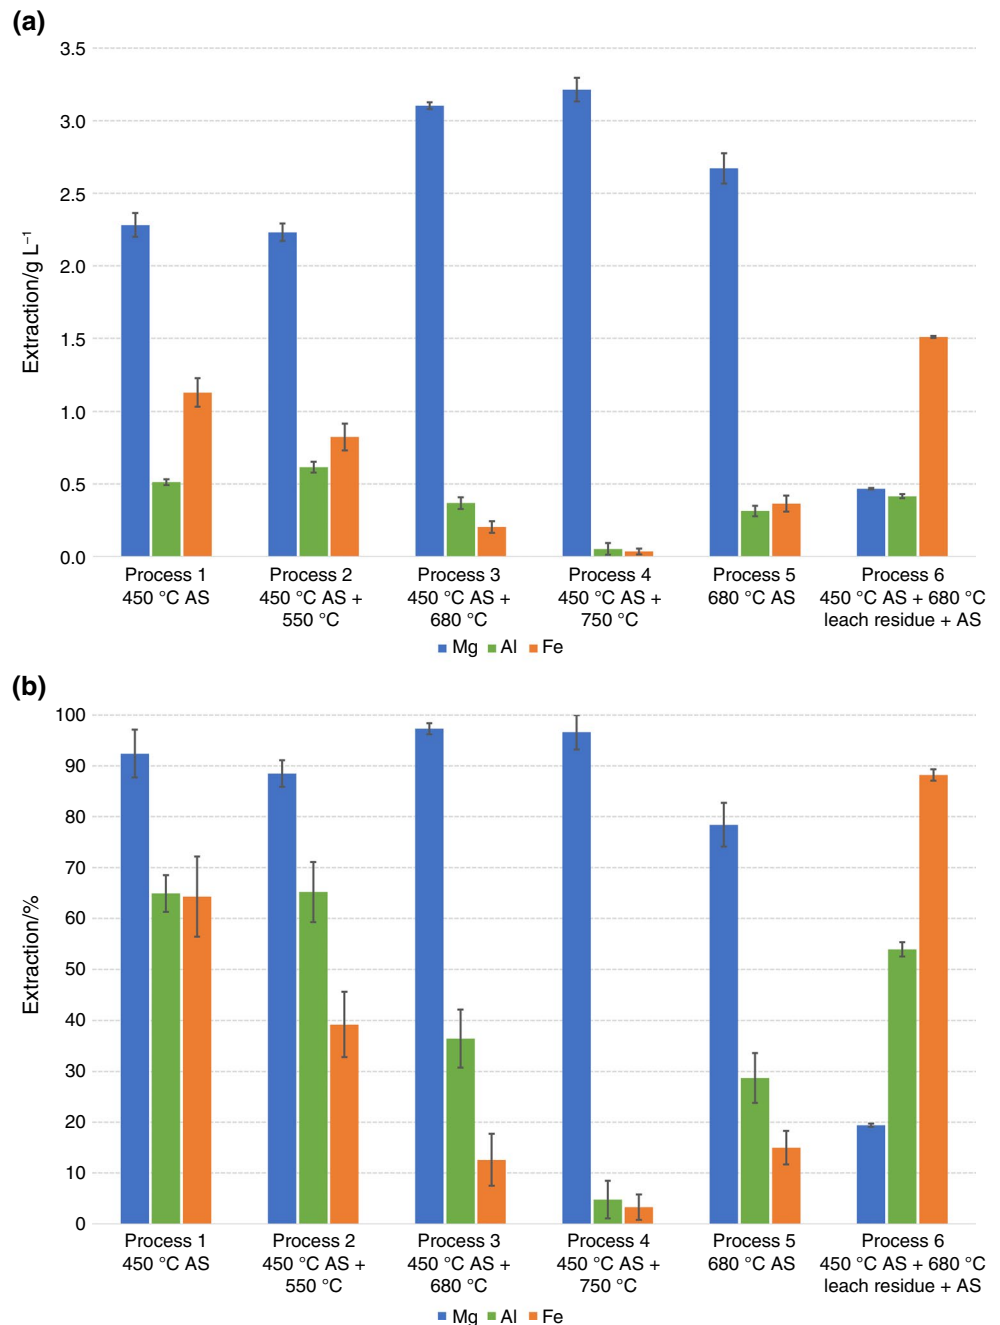 (a)
3.5
3.0
2.5
2.0
1.5
1.0
0.5
0.0
Extraction/g L⁻¹
Process 1
450 °C AS
Process 2
450 °C AS +
550 °C
Process 3
450 °C AS +
680 °C
Process 4
450 °C AS +
750 °C
Process 5
680 °C AS
Process 6
450 °C AS + 680 °C
leach residue + AS
Mg Al Fe
(b)
100
90
80
70
60
50
40
30
20
10
0
Extraction/%
Process 1
450 °C AS
Process 2
450 °C AS +
550 °C
Process 3
450 °C AS +
680 °C
Process 4
450 °C AS +
750 °C
Process 5
680 °C AS
Process 6
450 °C AS + 680 °C
leach residue + AS
Mg Al Fe